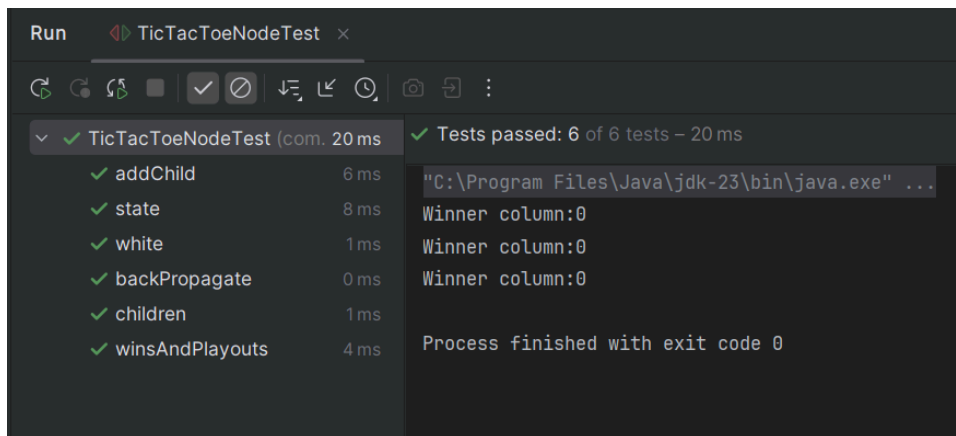 Run TicTacToeNodeTest
TicTacToeNodeTest (com. 20 ms
addChild 6 ms
state 8 ms
white 1 ms
backPropagate 0 ms
children 1 ms
winsAndPlayouts 4 ms
Tests passed: 6 of 6 tests – 20 ms
"C:\Program Files\Java\jdk-23\bin\java.exe" ...
Winner column:0
Winner column:0
Winner column:0
Process finished with exit code 0